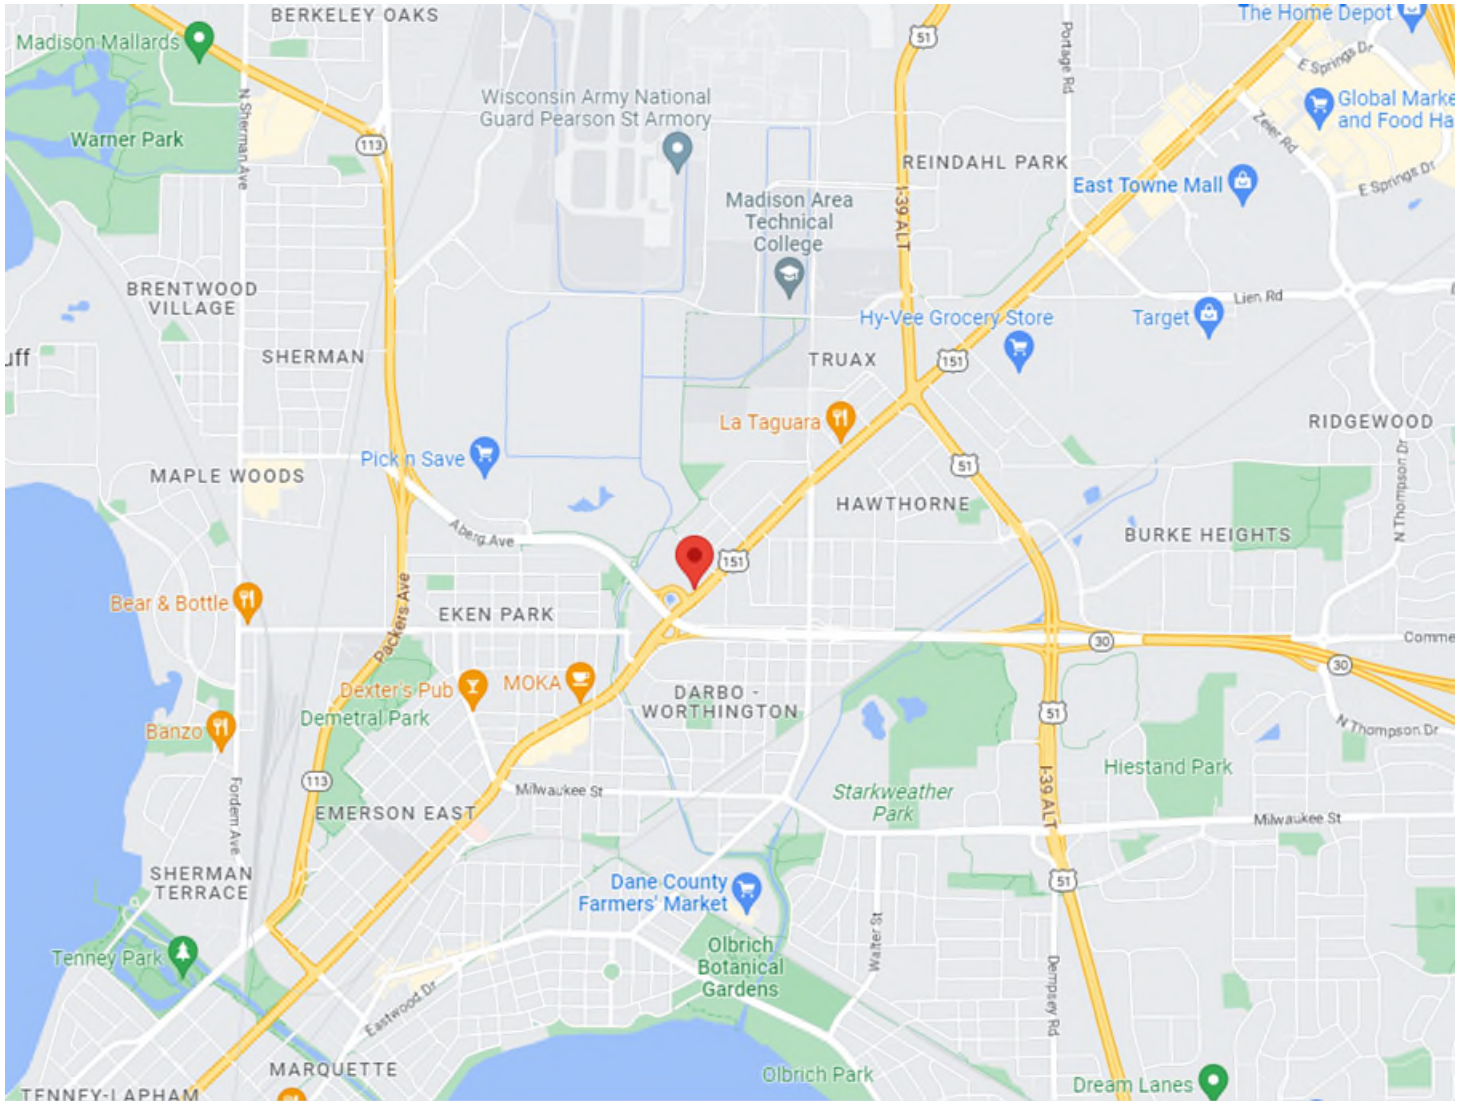 BERKELEY OAKS
Madison Mallards
51
Portage Rd
The Home Depot
E Springs Dr
N Sherman Ave
Wisconsin Army National
Guard Pearson St Armory
Global Marke
and Food Ha
Zeier Rd
Warner Park
113
REINDAHL PARK
East Towne Mall
E Springs Dr
Madison Area
Technical
College
I-39 ALT
BRENTWOOD
VILLAGE
Lien Rd
Hy-Vee Grocery Store
Target
uff
SHERMAN
TRUAX
151
La Taguara
RIDGEWOOD
Pick n Save
51
MAPLE WOODS
HAWTHORNE
N Thompson Dr
Aberg Ave
BURKE HEIGHTS
151
Bear & Bottle
Packers Ave
EKEN PARK
30
Comme
30
Dexter's Pub
MOKA
DARBO -
WORTHINGTON
Demetral Park
51
Banzo
N Thompson Dr
Hiestand Park
113
Fordem Ave
Milwaukee St
Starkweather
Park
I-39 ALT
EMERSON EAST
Milwaukee St
SHERMAN
TERRACE
Dane County
Farmers' Market
51
Walter St
Tenney Park
Olbrich
Botanical
Gardens
Dempsey Rd
Eastwood Dr
MARQUETTE
Olbrich Park
Dream Lanes
TENNEY-LAPHAM